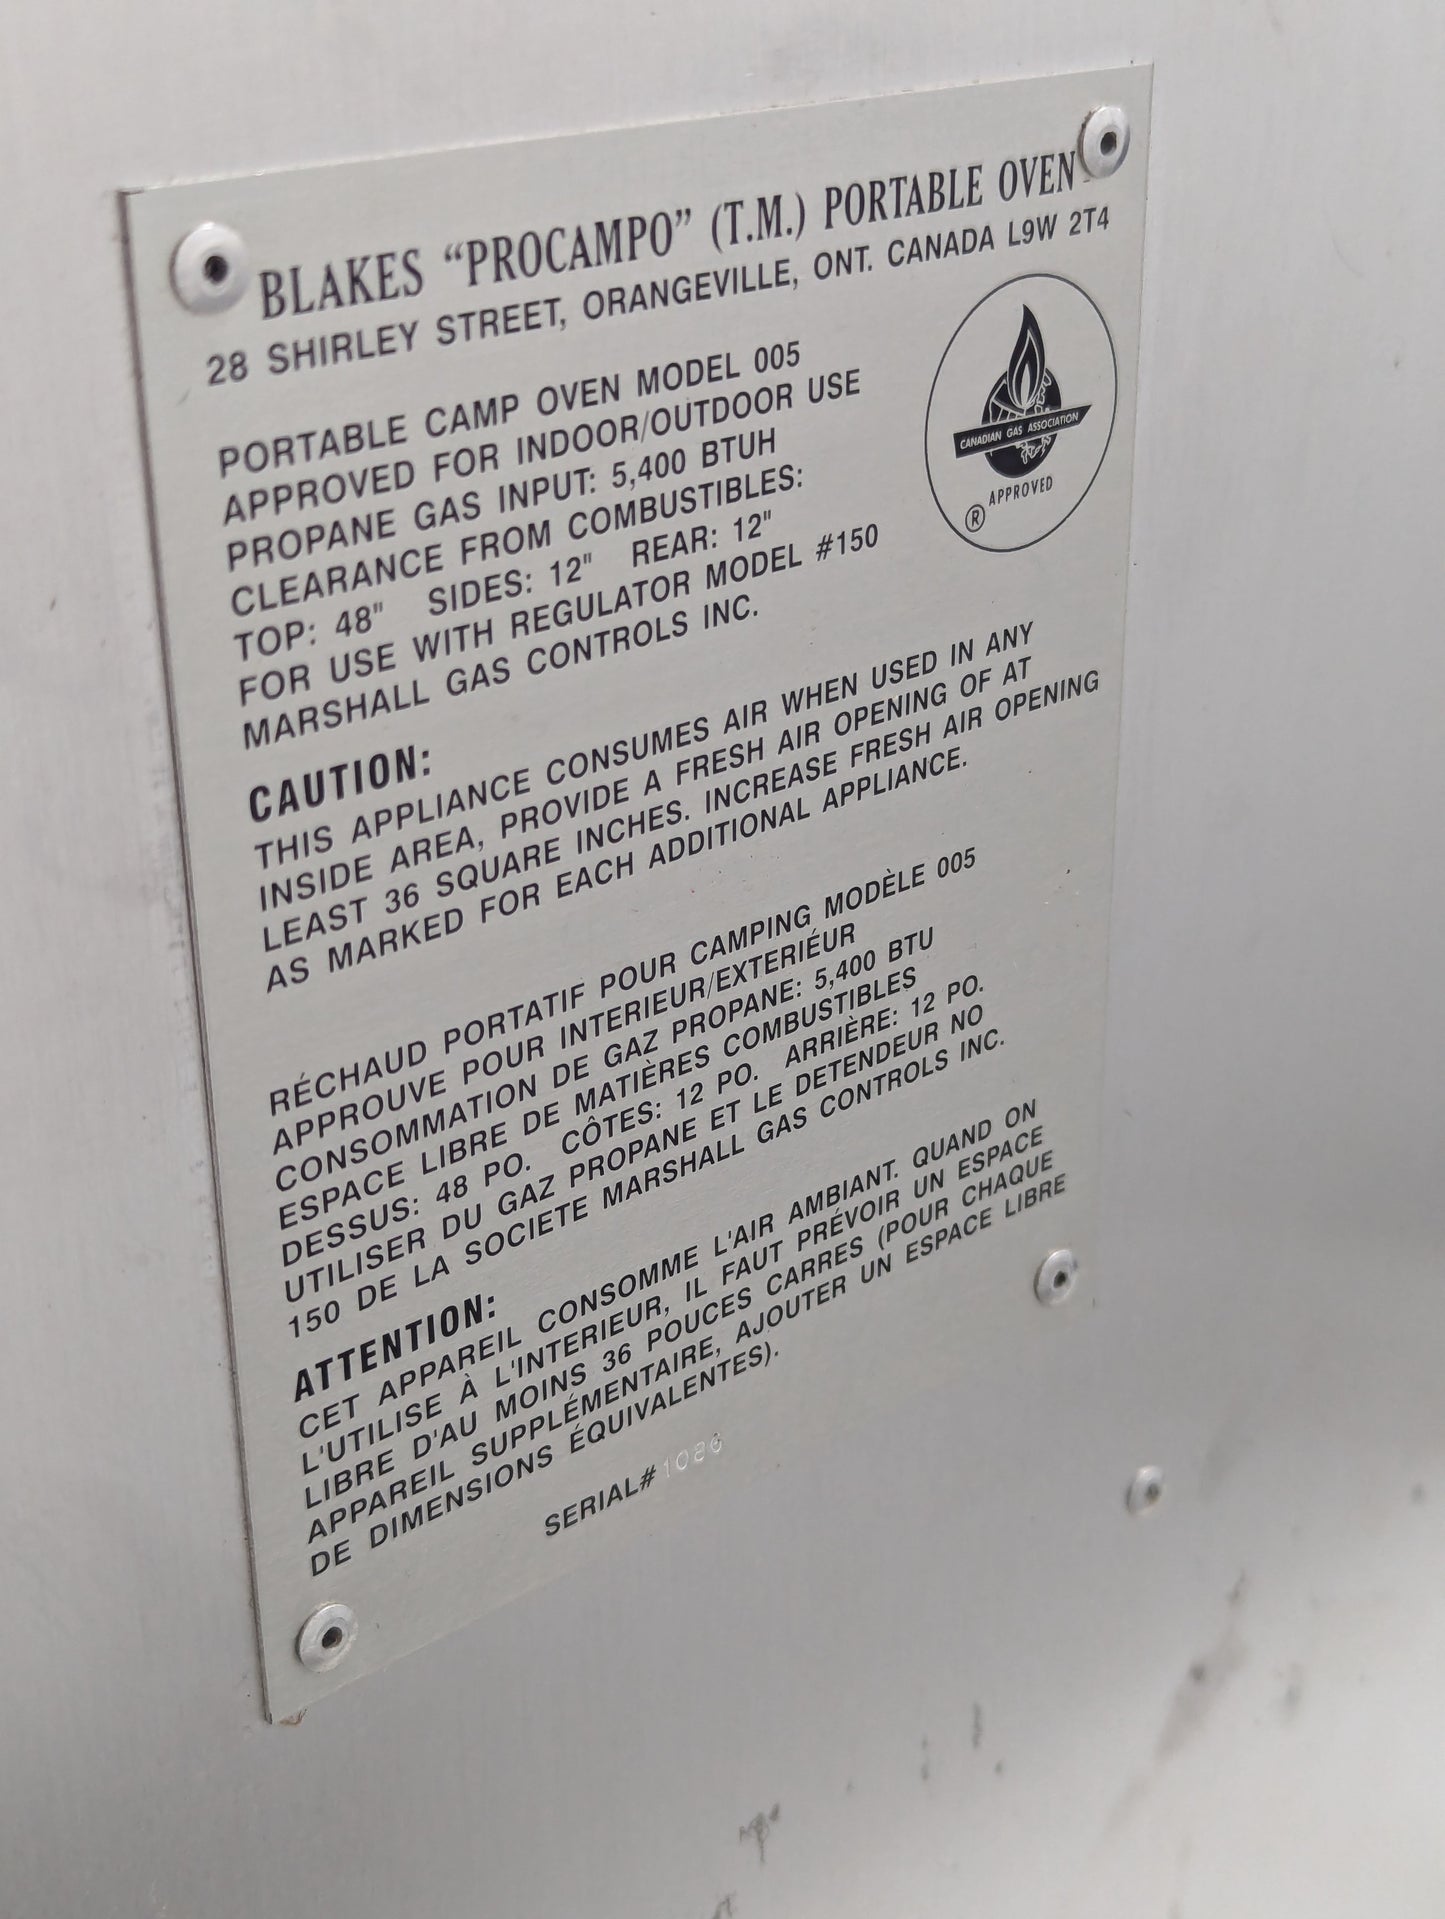 BLAKES “PROCAMPO” (T.M.) PORTABLE OVEN
28 SHIRLEY STREET, ORANGEVILLE, ONT. CANADA L9W 2T4
PORTABLE CAMP OVEN MODEL 005
APPROVED FOR INDOOR/OUTDOOR USE
PROPANE GAS INPUT: 5,400 BTUH
CLEARANCE FROM COMBUSTIBLES:
TOP: 48" SIDES: 12" REAR: 12"
FOR USE WITH REGULATOR MODEL #150
MARSHALL GAS CONTROLS INC.
CANADIAN GAS ASSOCIATION
APPROVED
®
CAUTION:
THIS APPLIANCE CONSUMES AIR WHEN USED IN ANY
INSIDE AREA, PROVIDE A FRESH AIR OPENING OF AT
LEAST 36 SQUARE INCHES. INCREASE FRESH AIR OPENING
AS MARKED FOR EACH ADDITIONAL APPLIANCE.
RÉCHAUD PORTATIF POUR CAMPING MODÈLE 005
APPROUVE POUR INTERIEUR/EXTERIÉUR
CONSOMMATION DE GAZ PROPANE: 5,400 BTU
ESPACE LIBRE DE MATIÈRES COMBUSTIBLES
DESSUS: 48 PO. CÔTES: 12 PO. ARRIÈRE: 12 PO.
UTILISER DU GAZ PROPANE ET LE DETENDEUR NO
150 DE LA SOCIETE MARSHALL GAS CONTROLS INC.
ATTENTION:
CET APPAREIL CONSOMME L'AIR AMBIANT. QUAND ON
L'UTILISE À L'INTERIEUR, IL FAUT PRÉVOIR UN ESPACE
LIBRE D'AU MOINS 36 POUCES CARRES (POUR CHAQUE
APPAREIL SUPPLÉMENTAIRE, AJOUTER UN ESPACE LIBRE
DE DIMENSIONS ÉQUIVALENTES).
SERIAL# 1086